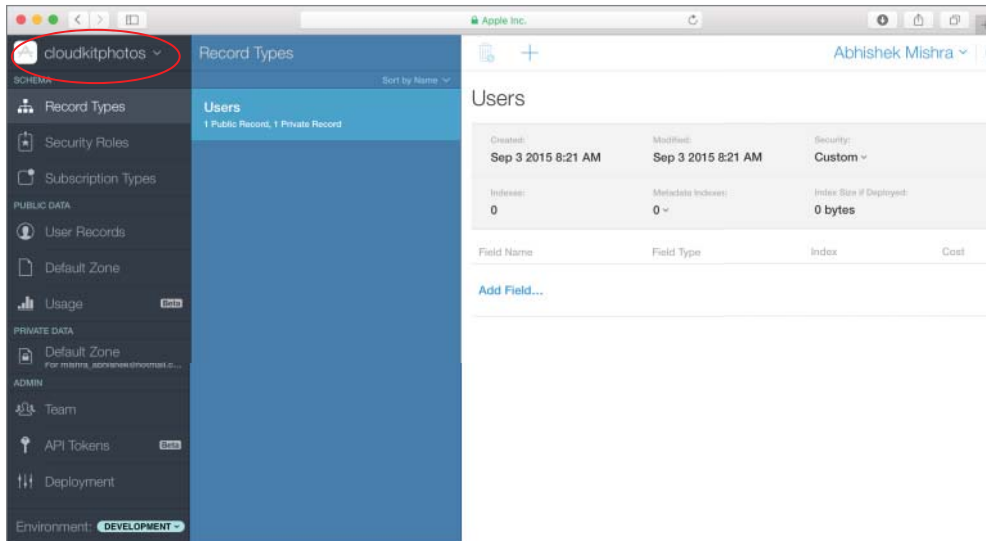 Apple Inc.
cloudkitphotos
SCHEMA
Record Types
Security Roles
Subscription Types
PUBLIC DATA
User Records
Default Zone
Usage Beta
PRIVATE DATA
Default Zone
ADMIN
Team
API Tokens Beta
Deployment
Environment: DEVELOPMENT
Record Types
Sort by Name
Users
1 Public Record, 1 Private Record
Abhishek Mishra
Users
Created: Modified: Security:
Sep 3 2015 8:21 AM Sep 3 2015 8:21 AM Custom
Indexes: Metadata Indexes: Index Size if Deployed:
0 0 0 bytes
Field Name Field Type Index Cost
Add Field...